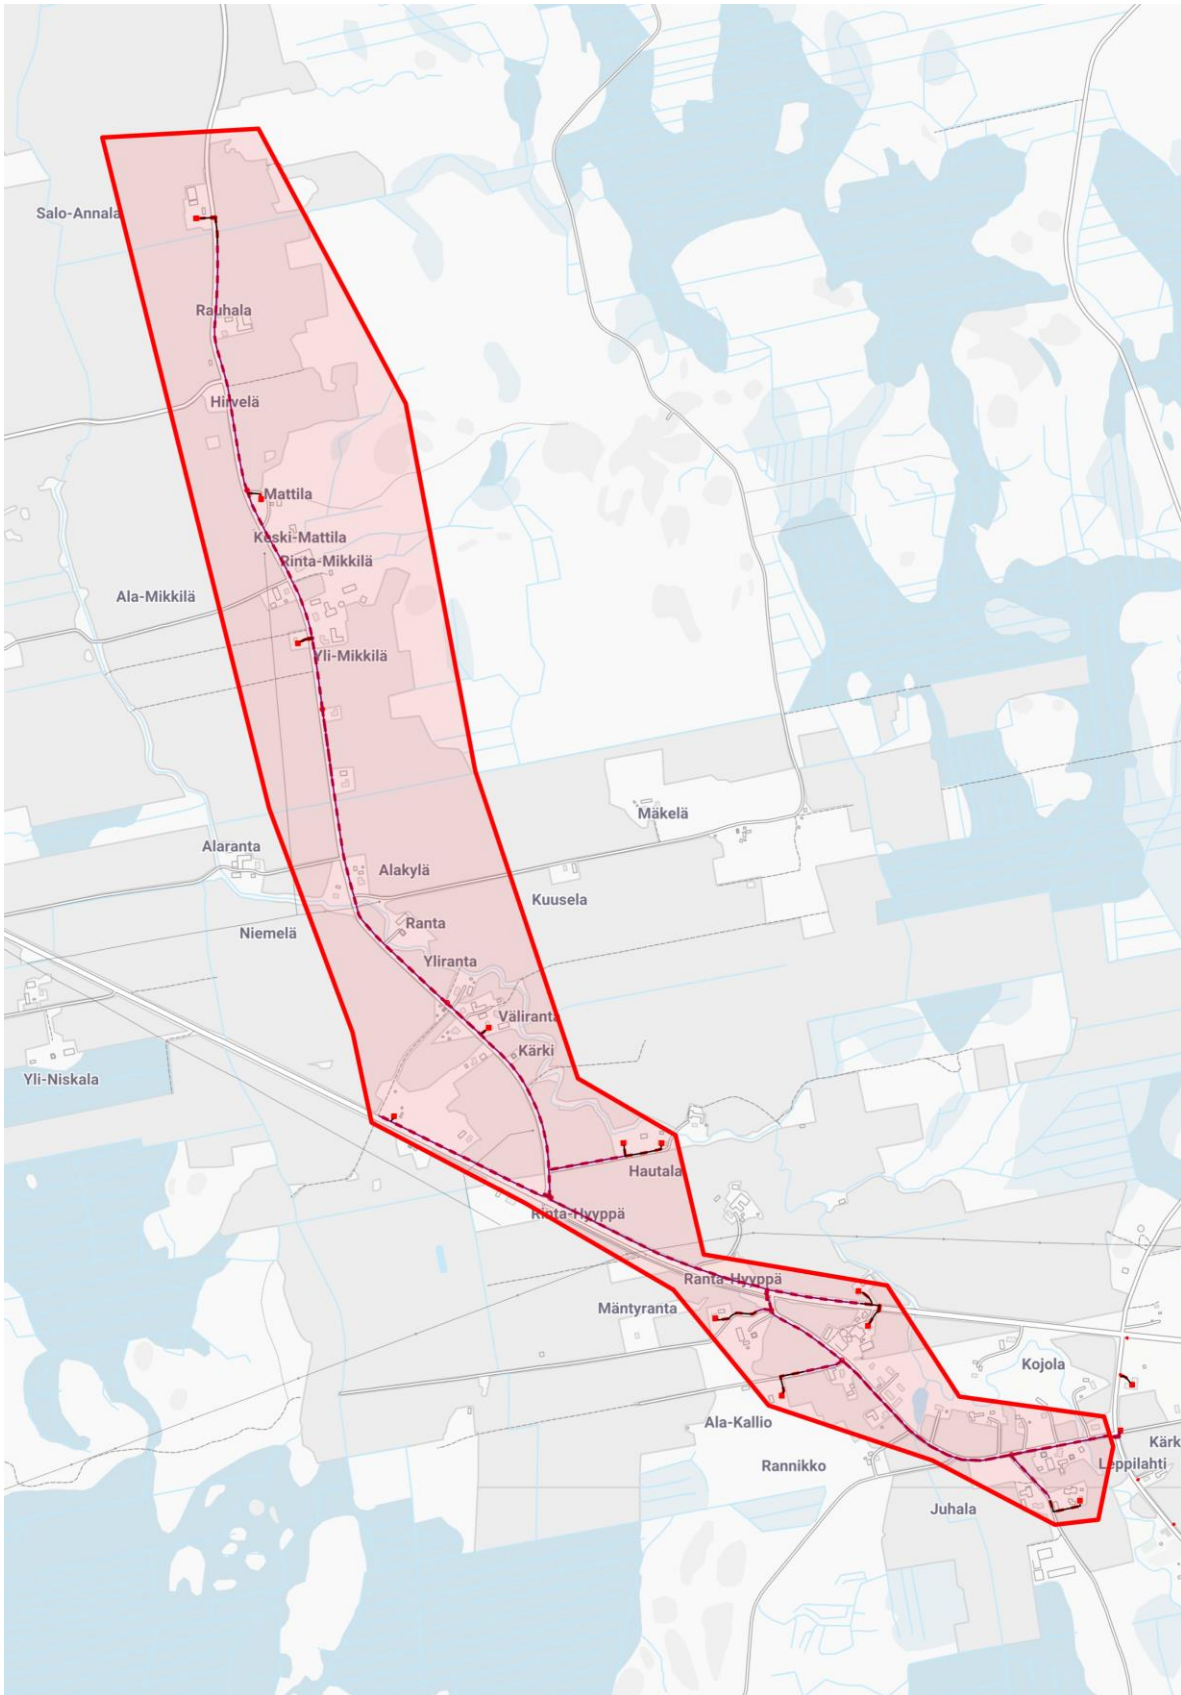 Salo-Annala
Rauhala
Hirvelä
Mattila
Keski-Mattila
Rinta-Mikkilä
Ala-Mikkilä
Yli-Mikkilä
Mäkelä
Alaranta
Alakylä
Kuusela
Ranta
Niemelä
Yliranta
Väliranta
Kärki
Yli-Niskala
Hautala
Rinta-Hyyppä
Ranta-Hyyppä
Mäntyranta
Kojola
Ala-Kallio
Kärk
Rannikko
Leppilahti
Juhala